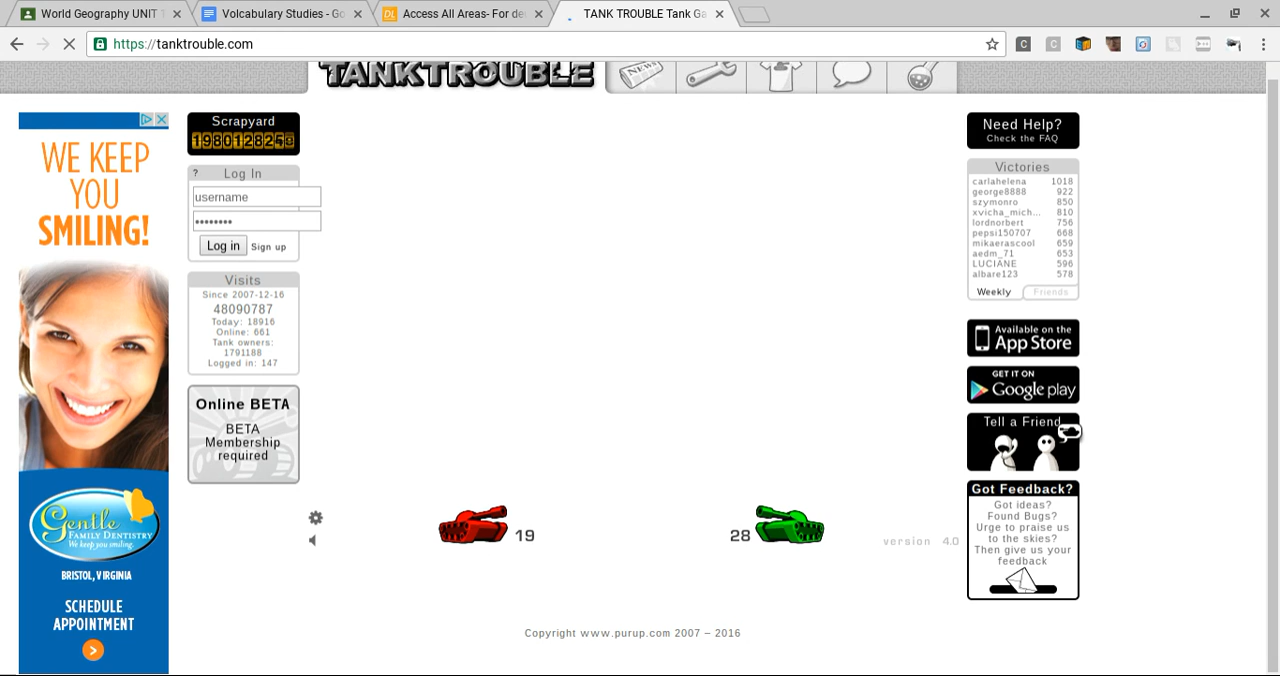 World Geography UNIT
Volcabulary Studies - Go
Access All Areas- For de
TANK TROUBLE Tank Ga
https://tanktrouble.com
TANKTROUBLE
NEWS
WE KEEP
YOU
SMILING!
Gentle
FAMILY DENTISTRY
We keep you smiling.
BRISTOL, VIRGINIA
SCHEDULE
APPOINTMENT
Scrapyard
? Log In
username
Log in Sign up
Visits
Since 2007-12-16
48090787
Today: 18916
Online: 661
Tank owners:
1791188
Logged in: 147
Online BETA
BETA
Membership
required
19
28
version 4.0
Copyright www.purup.com 2007 – 2016
Need Help?
Check the FAQ
Victories
carlahelena 1018
george8888 922
szymonro 850
xvicha_mich... 810
lordnorbert 756
pepsi150707 668
mikaerascool 659
aedm_71 653
LUCIANE 596
albare123 578
Weekly Friends
Available on the
App Store
GET IT ON
Google play
Tell a Friend
Got Feedback?
Got ideas?
Found Bugs?
Urge to praise us
to the skies?
Then give us your
feedback